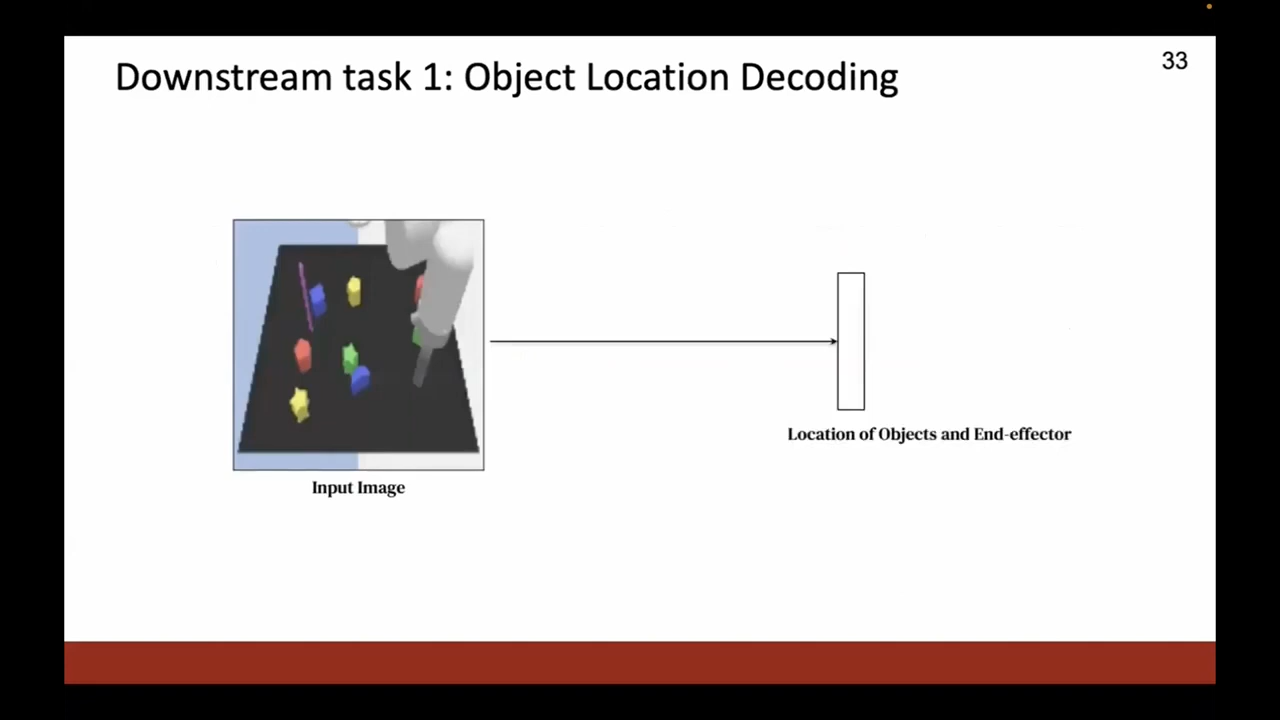 Downstream task 1: Object Location Decoding
33
Location of Objects and End-effector
Input Image